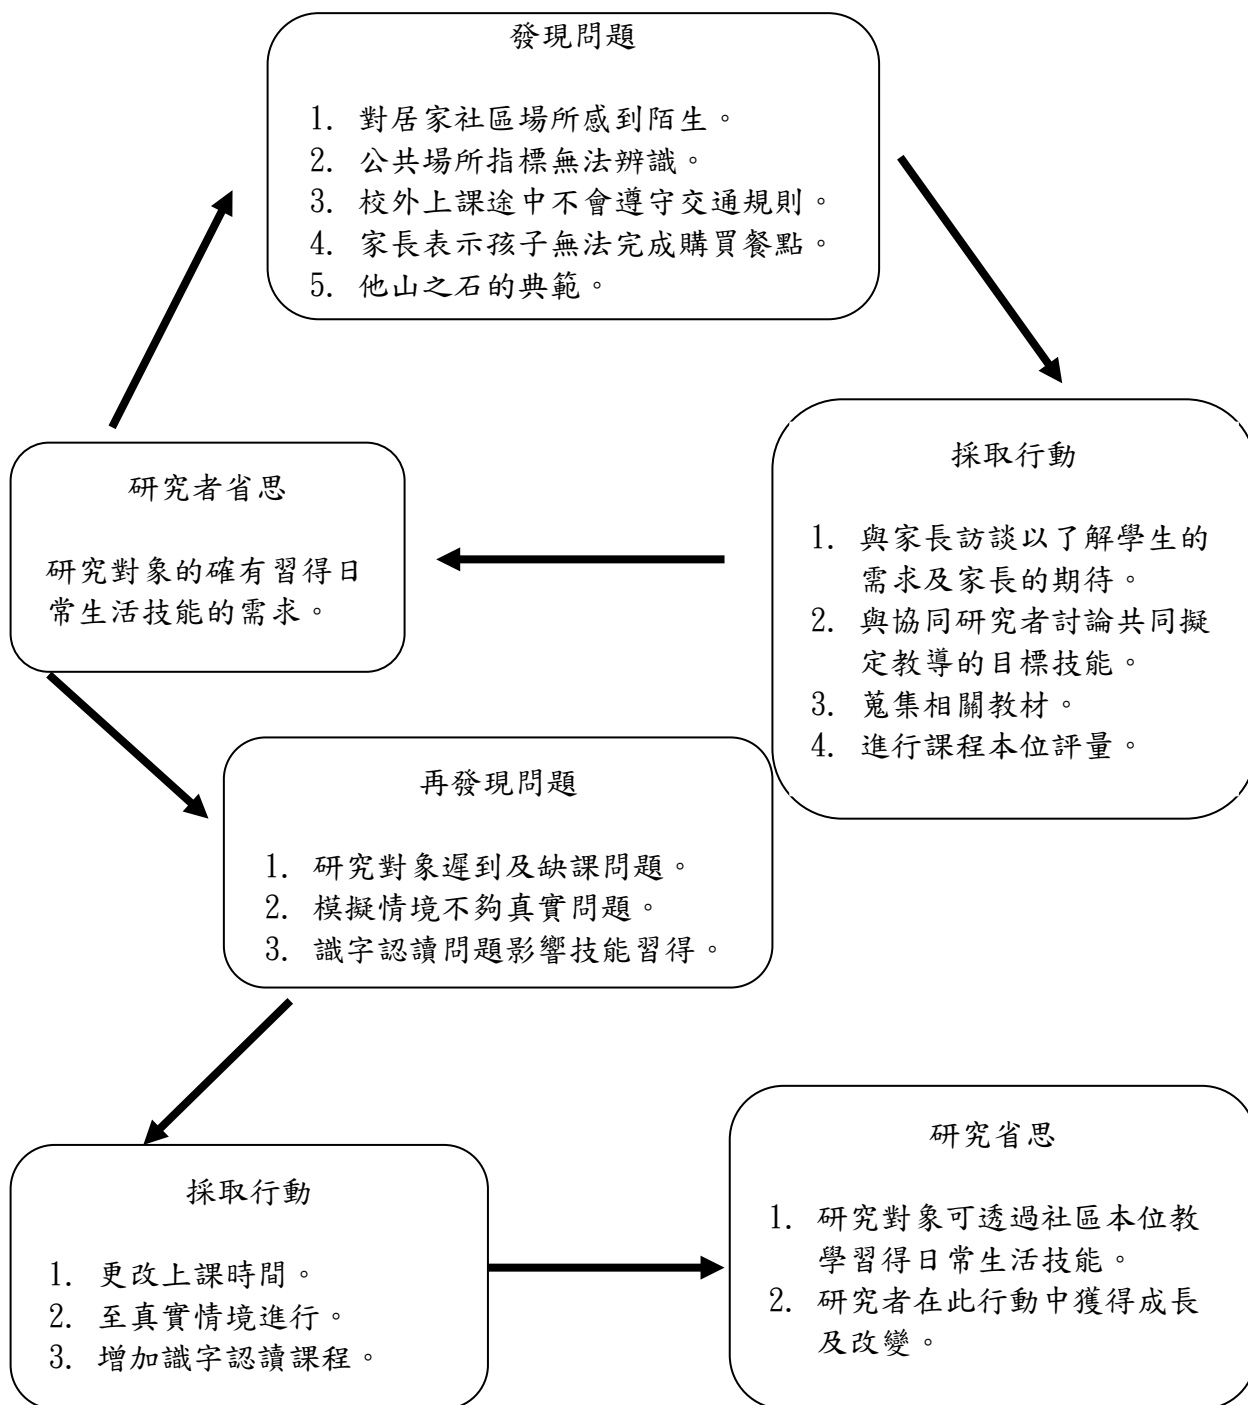 發現問題
1. 對居家社區場所感到陌生。
2. 公共場所指標無法辨識。
3. 校外上課途中不會遵守交通規則。
4. 家長表示孩子無法完成購買餐點。
5. 他山之石的典範。
採取行動
1. 與家長訪談以了解學生的
需求及家長的期待。
2. 與協同研究者討論共同擬
定教導的目標技能。
3. 蒐集相關教材。
4. 進行課程本位評量。
研究者省思
研究對象的確有習得日
常生活技能的需求。
再發現問題
1. 研究對象遲到及缺課問題。
2. 模擬情境不夠真實問題。
3. 識字認讀問題影響技能習得。
採取行動
1. 更改上課時間。
2. 至真實情境進行。
3. 增加識字認讀課程。
研究省思
1. 研究對象可透過社區本位教
學習得日常生活技能。
2. 研究者在此行動中獲得成長
及改變。